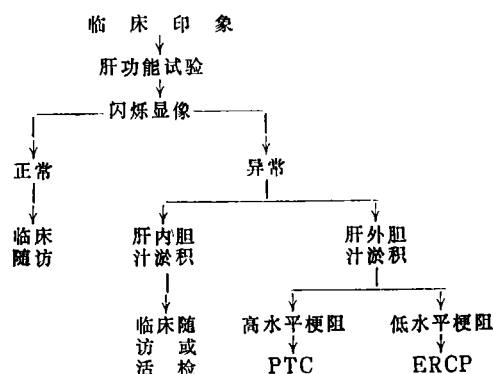 临床印象
肝功能试验
闪烁显像
正常 异常
临床 肝内胆 肝外胆
随访 汁淤积 汁淤积
临床随 高水平梗阻 低水平梗阻
访或
活检 PTC ERCP